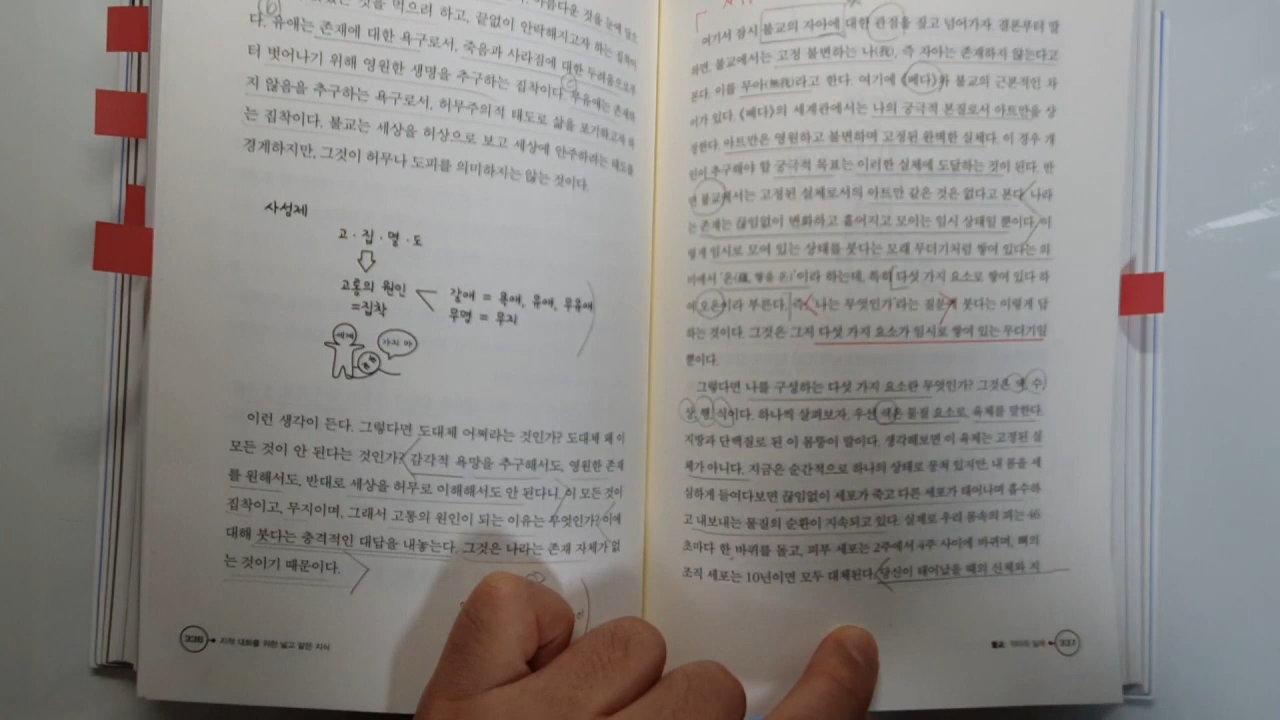 것을 먹으려 하고, 끝없이 안락해지고자 하는 집착이
다. 유애는 존재에 대한 욕구로서, 죽음과 사라짐에 대한 두려움으로부
터 벗어나기 위해 영원한 생명을 추구하는 집착이다. 무유애는 존재하
지 않음을 추구하는 욕구로서, 허무주의적 태도로 삶을 포기하고자 하
는 집착이다. 불교는 세상을 허상으로 보고 세상에 안주하려는 태도를
경계하지만, 그것이 허무나 도피를 의미하지는 않는 것이다.
사성제
고·집·멸·도
고통의 원인
=집착
갈애 = 욕애, 유애, 무유애
무명 = 무지
세계
가지 마
이런 생각이 든다. 그렇다면 도대체 어쩌라는 것인가? 도대체 왜 이
모든 것이 안 된다는 것인가? 감각적 욕망을 추구해서도, 영원한 존재
를 원해서도, 반대로 세상을 허무로 이해해서도 안 된다니. 이 모든 것이
집착이고, 무지이며, 그래서 고통의 원인이 되는 이유는 무엇인가? 이에
대해 붓다는 충격적인 대답을 내놓는다. 그것은 나라는 존재 자체가 없
는 것이기 때문이다.
338
지적 대화를 위한 넓고 얕은 지식
여기서 잠시 불교의 자아에 대한 관점을 짚고 넘어가자. 결론부터 말
하면, 불교에서는 고정 불변하는 나(我), 즉 자아는 존재하지 않는다고
본다. 이를 무아(無我)라고 한다. 여기에 《베다》와 불교의 근본적인 차
이가 있다. 《베다》의 세계관에서는 나의 궁극적 본질로서 아트만을 상
정한다. 아트만은 영원하고 불변하며 고정된 완벽한 실체다. 이 경우 개
인이 추구해야 할 궁극적 목표는 이러한 실체에 도달하는 것이 된다. 반
면 불교에서는 고정된 실체로서의 아트만 같은 것은 없다고 본다. 나라
는 존재는 끊임없이 변화하고 흩어지고 모이는 임시 상태일 뿐이다. 이
렇게 임시로 모여 있는 상태를 붓다는 모래 무더기처럼 쌓여 있다는 의
미에서 '온(蘊, 쌓을 온)'이라 하는데, 특히 다섯 가지 요소로 쌓여 있다 하
여 오온이라 부른다. 즉, '나는 무엇인가'라는 질문에 붓다는 이렇게 답
하는 것이다. 그것은 그저 다섯 가지 요소가 임시로 쌓여 있는 무더기일
뿐이다.
그렇다면 나를 구성하는 다섯 가지 요소란 무엇인가? 그것은 색, 수,
상, 행, 식이다. 하나씩 살펴보자. 우선 색은 물질 요소로, 육체를 말한다.
지방과 단백질로 된 이 몸뚱이 말이다. 생각해보면 이 육체는 고정된 실
체가 아니다. 지금은 순간적으로 하나의 상태로 뭉쳐 있지만, 내 몸을 세
심하게 들여다보면 끊임없이 세포가 죽고 다른 세포가 태어나며 흡수하
고 내보내는 물질의 순환이 지속되고 있다. 실제로 우리 몸속의 피는 46
초마다 한 바퀴를 돌고, 피부 세포는 2주에서 4주 사이에 바뀌며, 뼈의
조직 세포는 10년이면 모두 대체된다. 당신이 태어났을 때의 신체와 지
불교